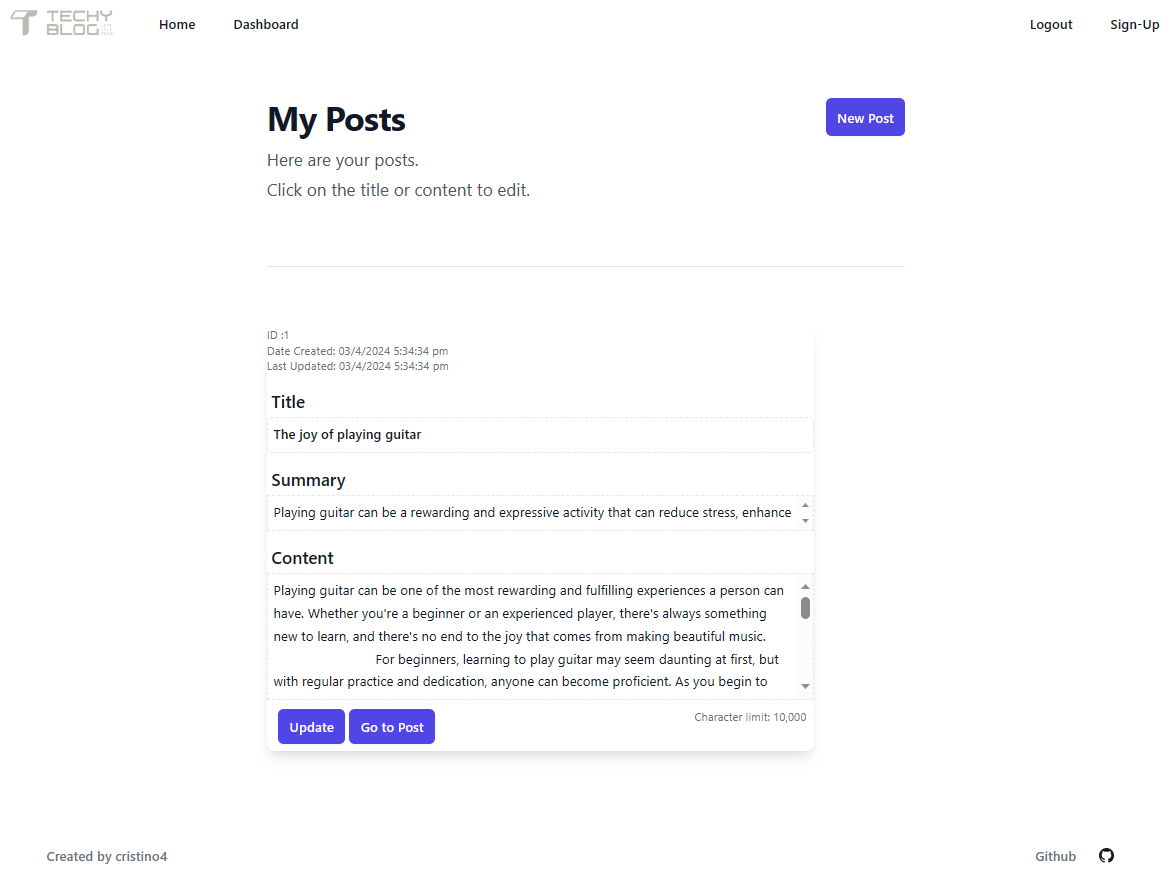 TECHY
BLOG
Home
Dashboard
Logout
Sign-Up
My Posts
New Post
Here are your posts.
Click on the title or content to edit.
ID :1
Date Created: 03/4/2024 5:34:34 pm
Last Updated: 03/4/2024 5:34:34 pm
Title
The joy of playing guitar
Summary
Playing guitar can be a rewarding and expressive activity that can reduce stress, enhance
Content
Playing guitar can be one of the most rewarding and fulfilling experiences a person can
have. Whether you're a beginner or an experienced player, there's always something
new to learn, and there's no end to the joy that comes from making beautiful music.
For beginners, learning to play guitar may seem daunting at first, but
with regular practice and dedication, anyone can become proficient. As you begin to
Update
Go to Post
Character limit: 10,000
Created by cristino4
Github